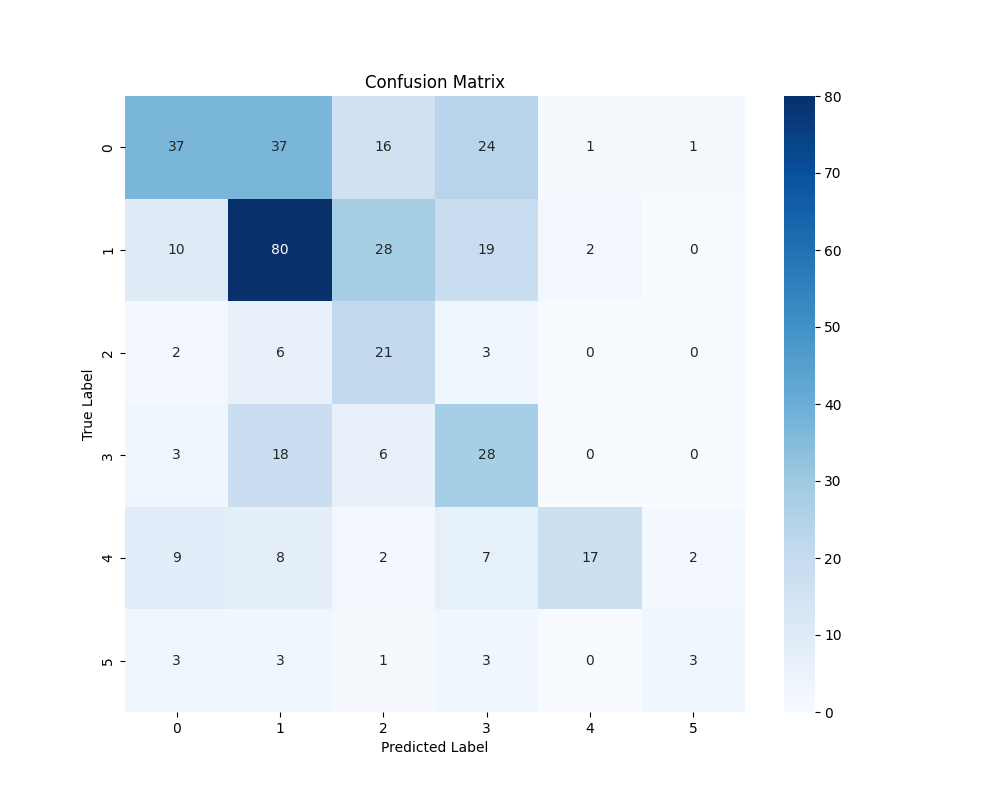 Confusion Matrix
0 37 37 16 24 1 1
1 10 80 28 19 2 0
2 2 6 21 3 0 0
3 3 18 6 28 0 0
4 9 8 2 7 17 2
5 3 3 1 3 0 3
0 1 2 3 4 5
Predicted Label
True Label
80
70
60
50
40
30
20
10
0